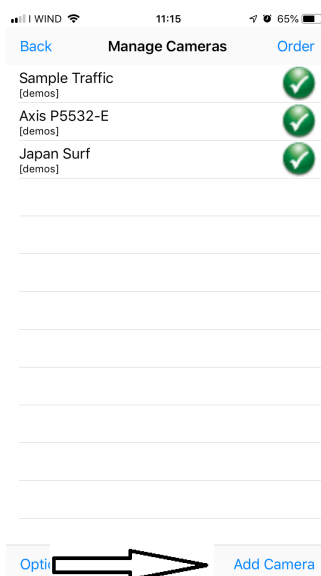 I WIND 11:15 65%
Back Manage Cameras Order
Sample Traffic
[demos]
Axis P5532-E
[demos]
Japan Surf
[demos]
Add Camera